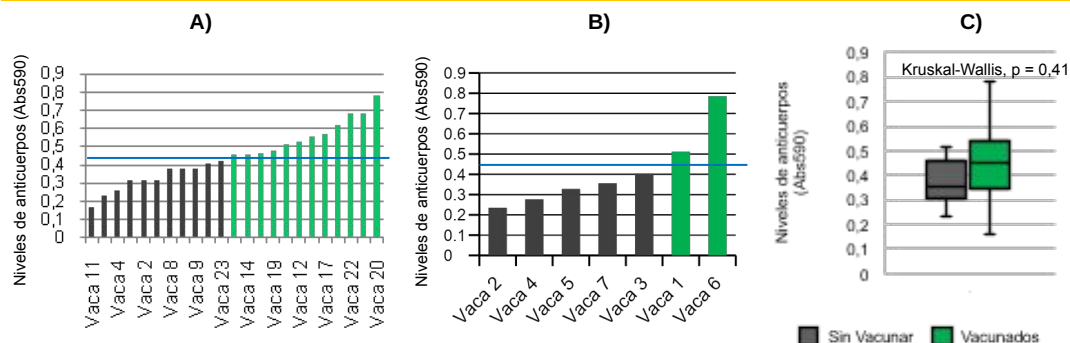 A)
Niveles de anticuerpos (Abs590)
0,9
0,8
0,7
0,6
0,5
0,4
0,3
0,2
0,1
0
Vaca 11
Vaca 4
Vaca 2
Vaca 8
Vaca 9
Vaca 23
Vaca 14
Vaca 19
Vaca 12
Vaca 17
Vaca 22
Vaca 20
B)
Niveles de anticuerpos (Abs590)
0.9
0.8
0.7
0.6
0.5
0.4
0.3
0.2
0.1
0
Vaca 2
Vaca 4
Vaca 5
Vaca 7
Vaca 3
Vaca 1
Vaca 6
C)
Niveles de anticuerpos
(Abs590)
0,9
0,8
0,7
0,6
0,5
0,4
0,3
0,2
0,1
0
Kruskal-Wallis, p = 0,41
Sin Vacunar
Vacunados